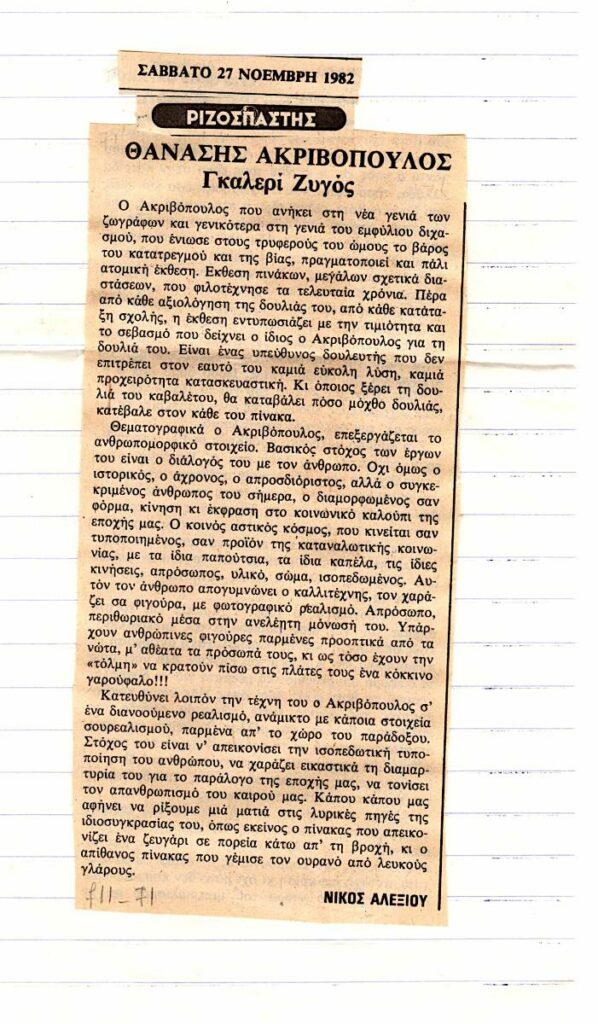 ΣΑΒΒΑΤΟ 27 ΝΟΕΜΒΡΗ 1982
ΡΙΖΟΣΠΑΣΤΗΣ
ΘΑΝΑΣΗΣ ΑΚΡΙΒΟΠΟΥΛΟΣ
Γκαλερί Ζυγός
Ο Ακριβόπουλος που ανήκει στη νέα γενιά των
ζωγράφων και γενικότερα στη γενιά του εμφύλιου διχα-
σμού, που ένιωσε στους τρυφερούς του ώμους το βάρος
του κατατρεγμού και της βίας, πραγματοποιεί και πάλι
ατομική έκθεση. Εκθεση πινάκων, μεγάλων σχετικά δια-
στάσεων, που φιλοτέχνησε τα τελευταία χρόνια. Πέρα
από κάθε αξιολόγηση της δουλιάς του, από κάθε κατάτα-
ξη σχολής, η έκθεση εντυπωσιάζει με την τιμιότητα και
το σεβασμό που δείχνει ο ίδιος ο Ακριβόπουλος για τη
δουλιά του. Είναι ένας υπεύθυνος δουλευτής που δεν
επιτρέπει στον εαυτό του καμιά εύκολη λύση, καμιά
προχειρότητα κατασκευαστική. Κι όποιος ξέρει τη δου-
λιά του καβαλέτου, θα καταβάλει πόσο μόχθο δουλιάς,
κατέβαλε στον κάθε του πίνακα.
Θεματογραφικά ο Ακριβόπουλος, επεξεργάζεται το
ανθρωπομορφικό στοιχείο. Βασικός στόχος των έργων
του είναι ο διάλογός του με τον άνθρωπο. Οχι όμως ο
ιστορικός, ο άχρονος, ο απροσδιόριστος, αλλά ο συγκε-
κριμένος άνθρωπος του σήμερα, ο διαμορφωμένος σαν
φόρμα, κίνηση κι έκφραση στο κοινωνικό καλούπι της
εποχής μας. Ο κοινός αστικός κόσμος, που κινείται σαν
τυποποιημένος, σαν προϊόν της καταναλωτικής κοινω-
νίας, με τα ίδια παπούτσια, τα ίδια καπέλα, τις ίδιες
κινήσεις, απρόσωπος, υλικό, σώμα, ισοπεδωμένος. Αυ-
τόν τον άνθρωπο απογυμνώνει ο καλλιτέχνης, τον χαρά-
ζει σα φιγούρα, με φωτογραφικό ρεαλισμό. Απρόσωπο,
περιθωριακό μέσα στην ανελέητη μόνωσή του. Υπάρ-
χουν ανθρώπινες φιγούρες παρμένες προοπτικά από τα
νώτα, μ' αθέατα τα πρόσωπά τους, κι ως τόσο έχουν την
«τόλμη» να κρατούν πίσω στις πλάτες τους ένα κόκκινο
γαρούφαλο!!!
Κατευθύνει λοιπόν την τέχνη του ο Ακριβόπουλος σ'
ένα διανοούμενο ρεαλισμό, ανάμικτο με κάποια στοιχεία
σουρεαλισμού, παρμένα απ' το χώρο του παράδοξου.
Στόχος του είναι ν' απεικονίσει την ισοπεδωτική τυπο-
ποίηση του ανθρώπου, να χαράζει εικαστικά τη διαμαρ-
τυρία του για το παράλογο της εποχής μας, να τονίσει
τον απανθρωπισμό του καιρού μας. Κάπου κάπου μας
αφήνει να ρίξουμε μιά ματιά στις λυρικές πηγές της
ιδιοσυγκρασίας του, όπως εκείνος ο πίνακας που απεικο-
νίζει ένα ζευγάρι σε πορεία κάτω απ' τη βροχή, κι ο
απίθανος πίνακας που γέμισε τον ουρανό από λευκούς
γλάρους.
ΝΙΚΟΣ ΑΛΕΞΙΟΥ